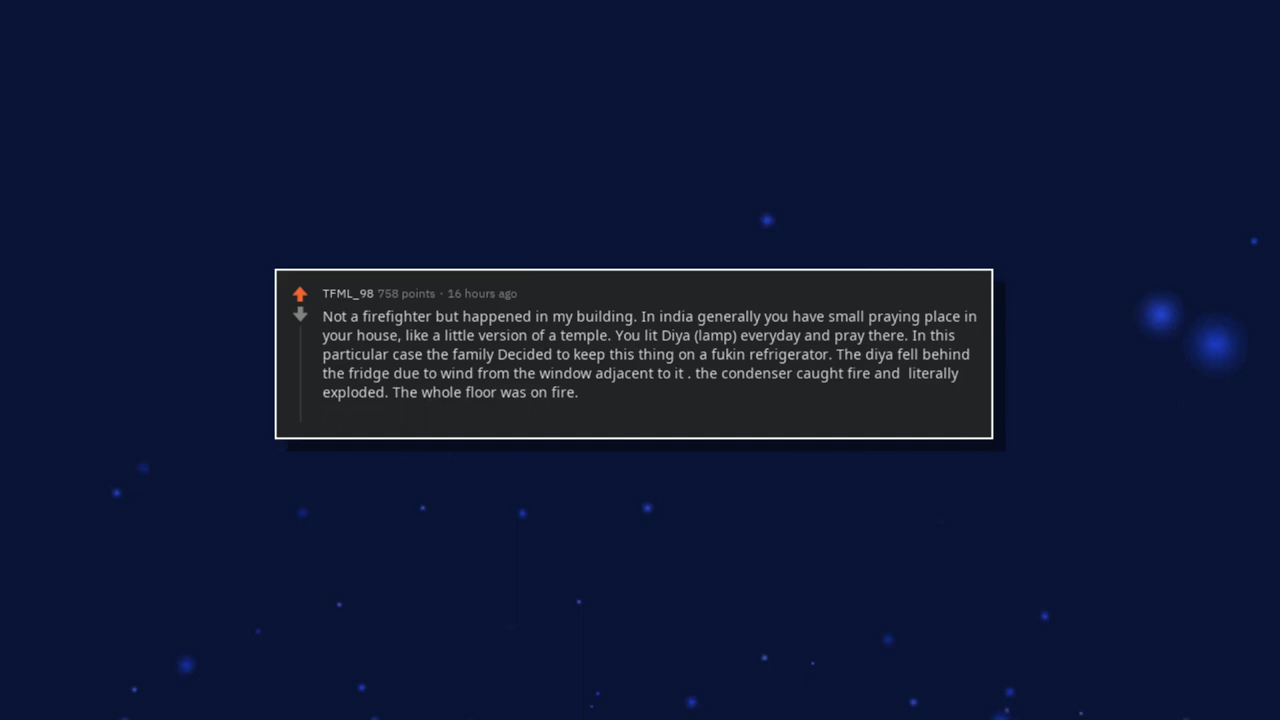 TFML_98 758 points · 16 hours ago
Not a firefighter but happened in my building. In india generally you have small praying place in
your house, like a little version of a temple. You lit Diya (lamp) everyday and pray there. In this
particular case the family Decided to keep this thing on a fukin refrigerator. The diya fell behind
the fridge due to wind from the window adjacent to it . the condenser caught fire and  literally
exploded. The whole floor was on fire.